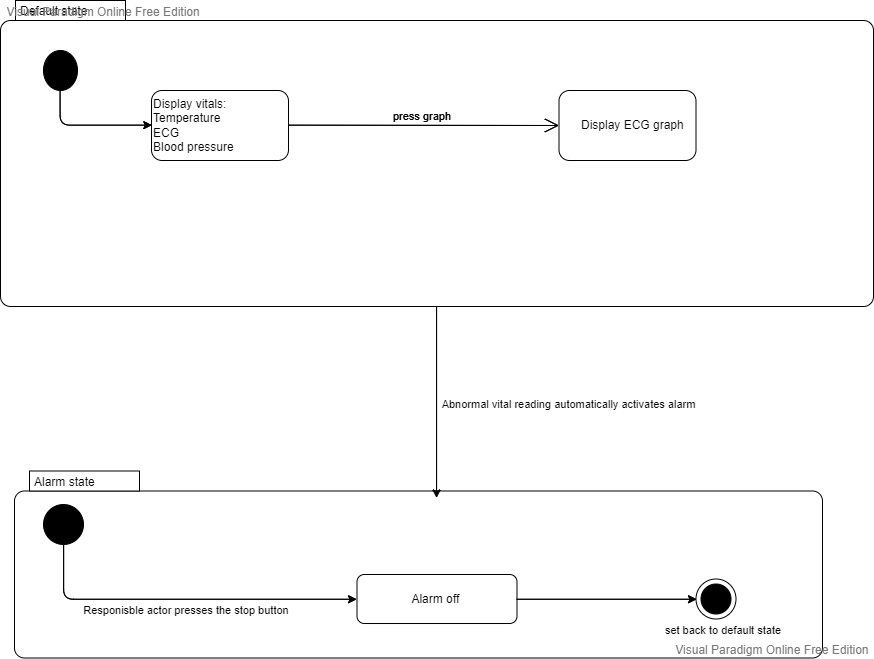 Default state
Visual Paradigm Online Free Edition
Display vitals:
Temperature
ECG
Blood pressure
press graph
Display ECG graph
Abnormal vital reading automatically activates alarm
Alarm state
Responisble actor presses the stop button
Alarm off
set back to default state
Visual Paradigm Online Free Edition